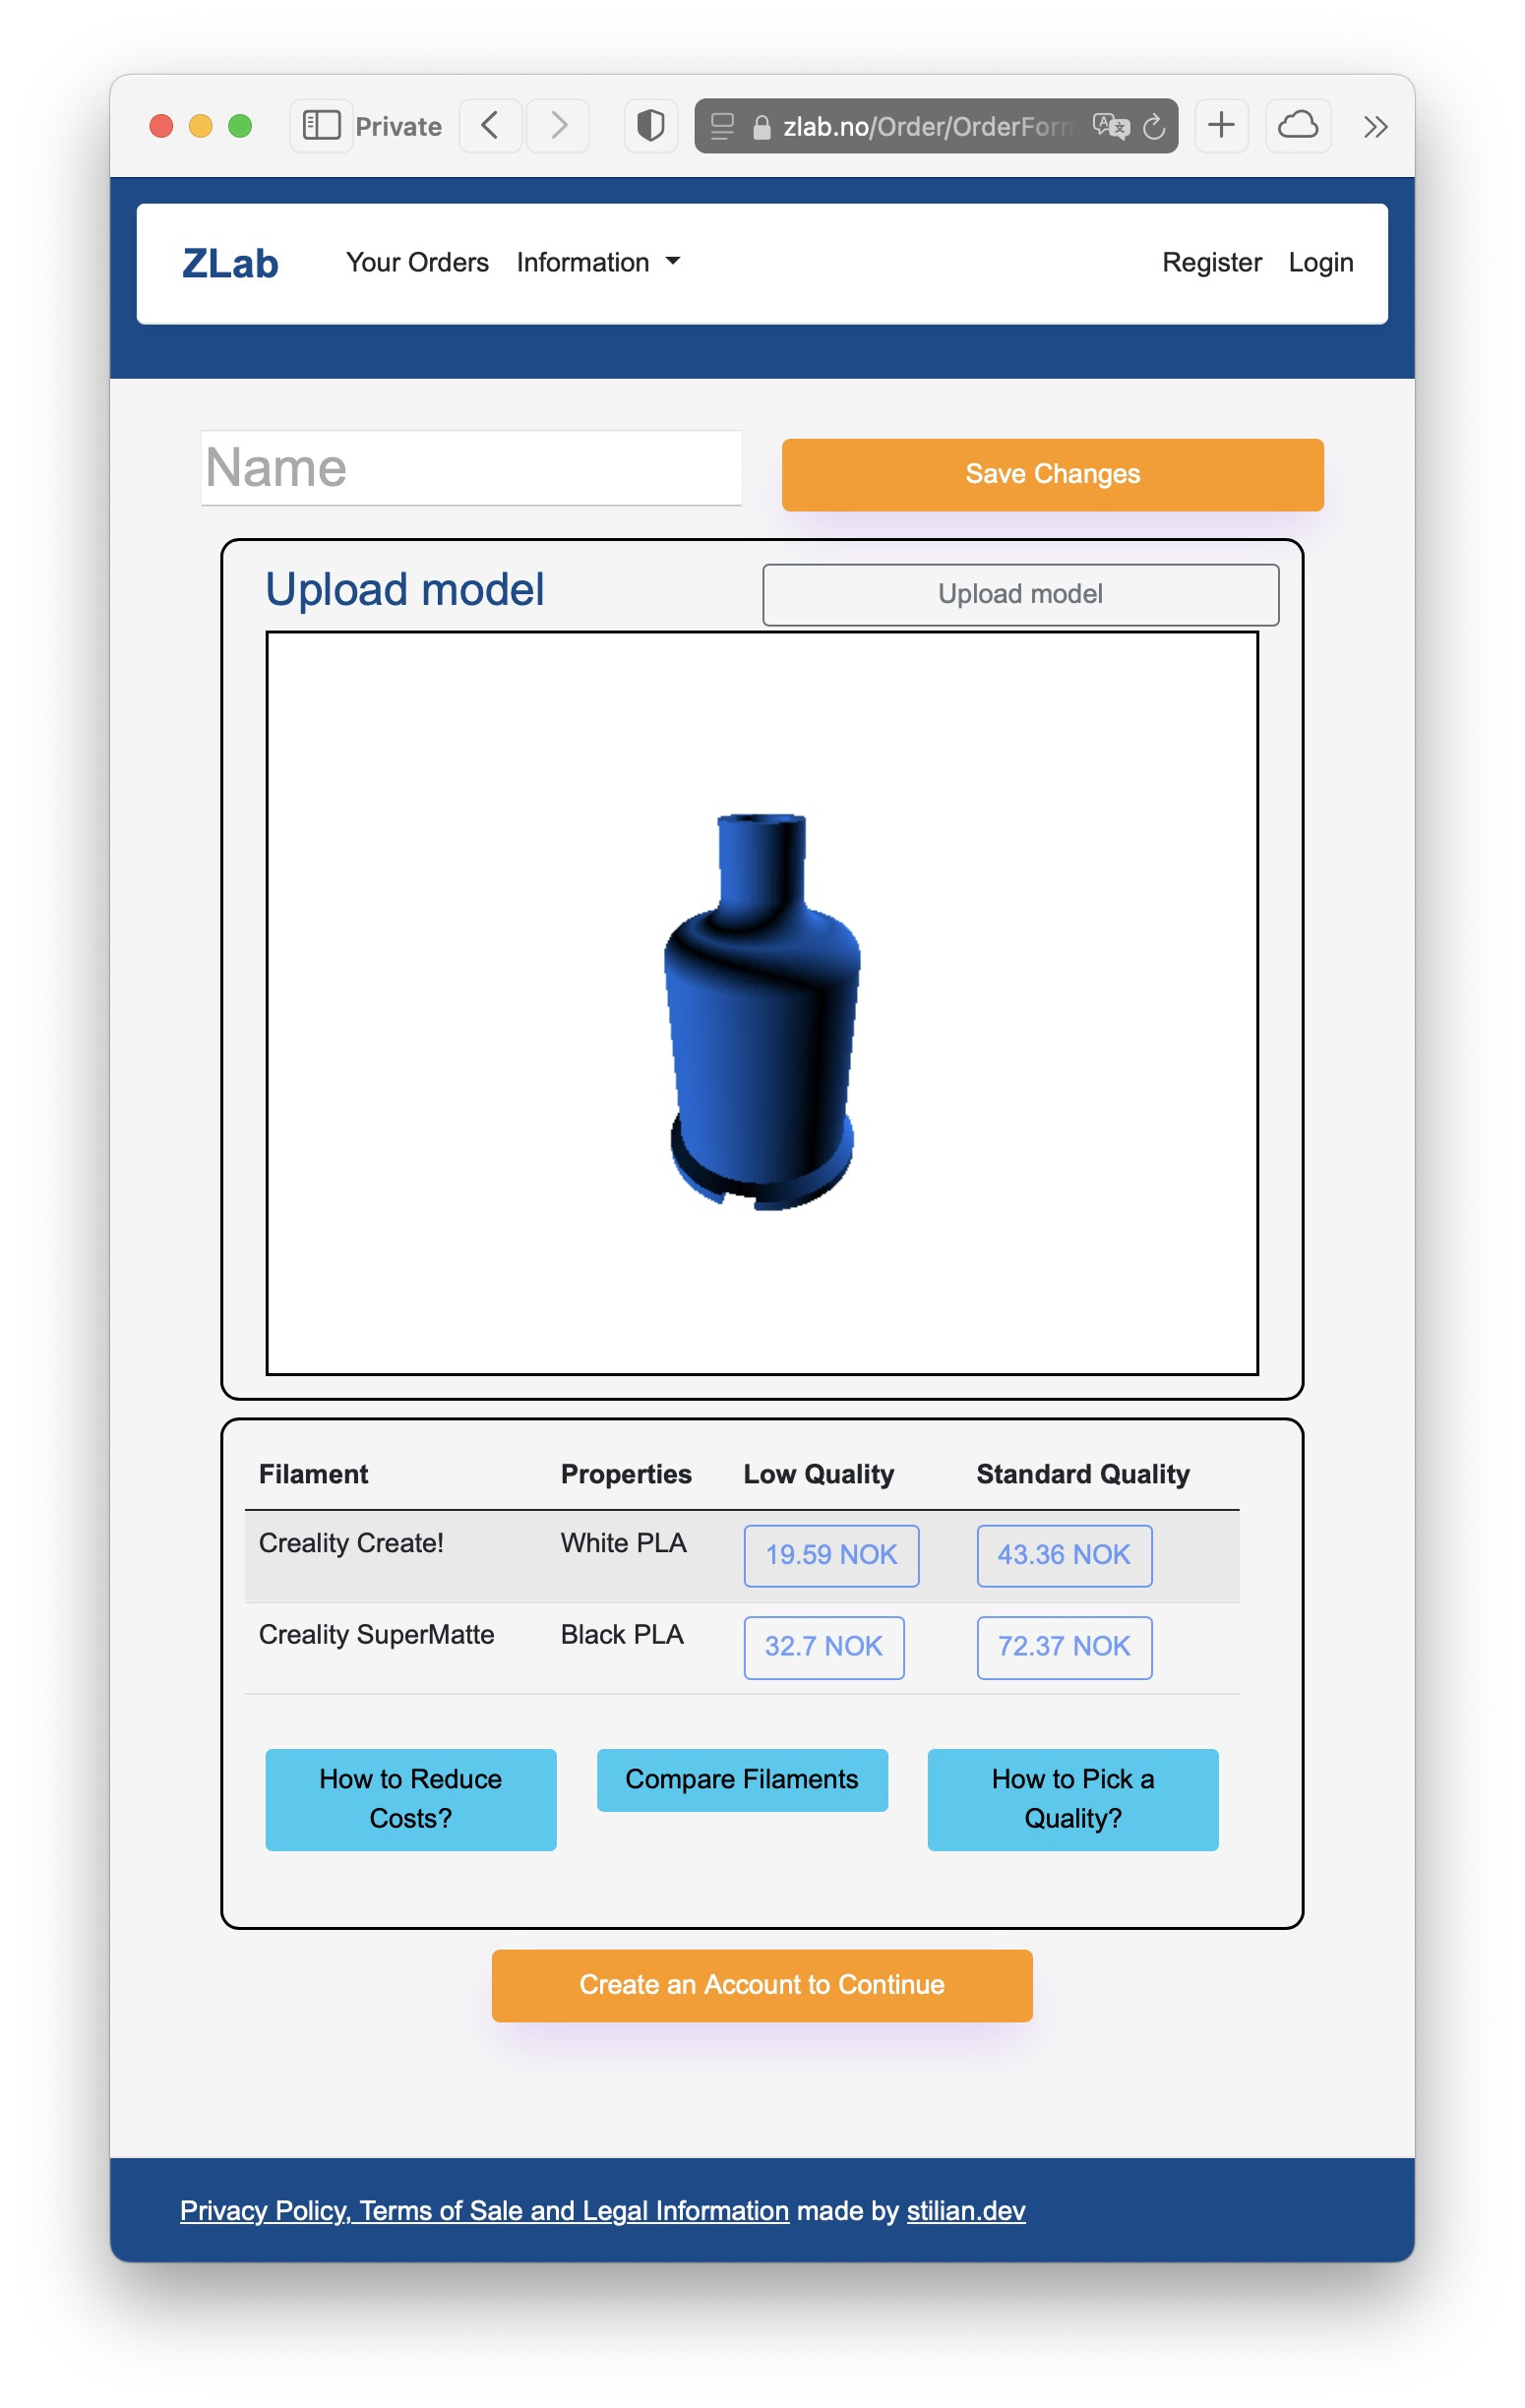 Private
zlab.no/Order/OrderForm
ZLab Your Orders Information Register Login
Name
Save Changes
Upload model
Upload model
Filament Properties Low Quality Standard Quality
Creality Create! White PLA 19.59 NOK 43.36 NOK
Creality SuperMatte Black PLA 32.7 NOK 72.37 NOK
How to Reduce
Costs?
Compare Filaments
How to Pick a
Quality?
Create an Account to Continue
Privacy Policy, Terms of Sale and Legal Information made by stilian.dev